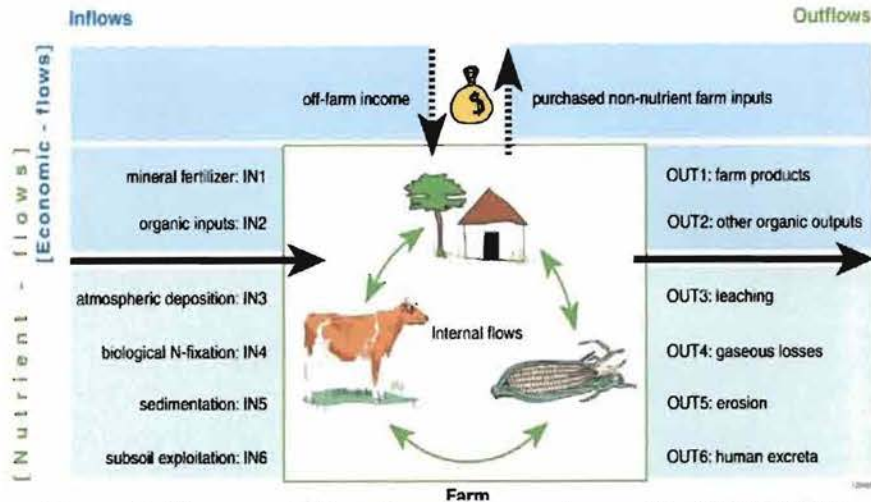 Inflows
Outflows
off-farm income
$
purchased non-nutrient farm inputs
mineral fertilizer: IN1
OUT1: farm products
organic inputs: IN2
OUT2: other organic outputs
atmospheric deposition: IN3
OUT3: leaching
biological N-fixation: IN4
Internal flows
OUT4: gaseous losses
sedimentation: IN5
OUT5: erosion
subsoil exploitation: IN6
OUT6: human excreta
Farm
[Nutrient - flows]
[Economic - flows]